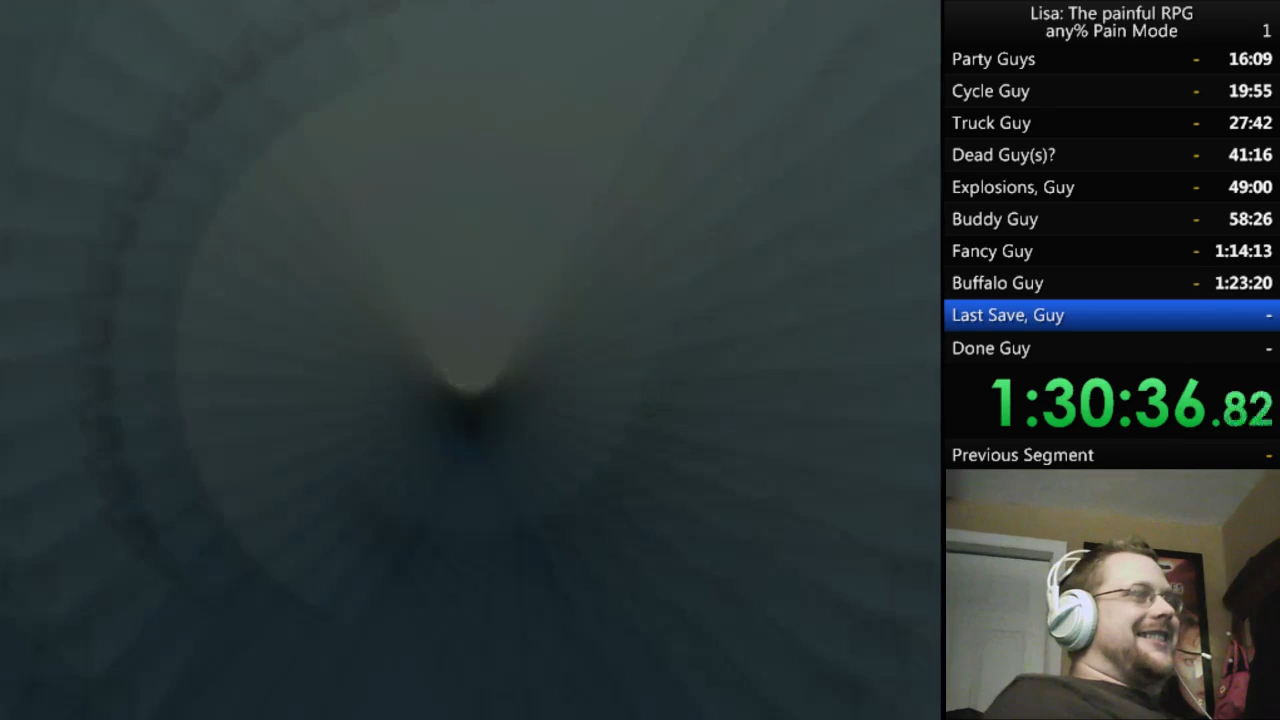 Lisa: The painful RPG
any% Pain Mode 1
Party Guys - 16:09
Cycle Guy - 19:55
Truck Guy - 27:42
Dead Guy(s)? - 41:16
Explosions, Guy - 49:00
Buddy Guy - 58:26
Fancy Guy - 1:14:13
Buffalo Guy - 1:23:20
Last Save, Guy -
Done Guy -
1:30:36.82
Previous Segment -